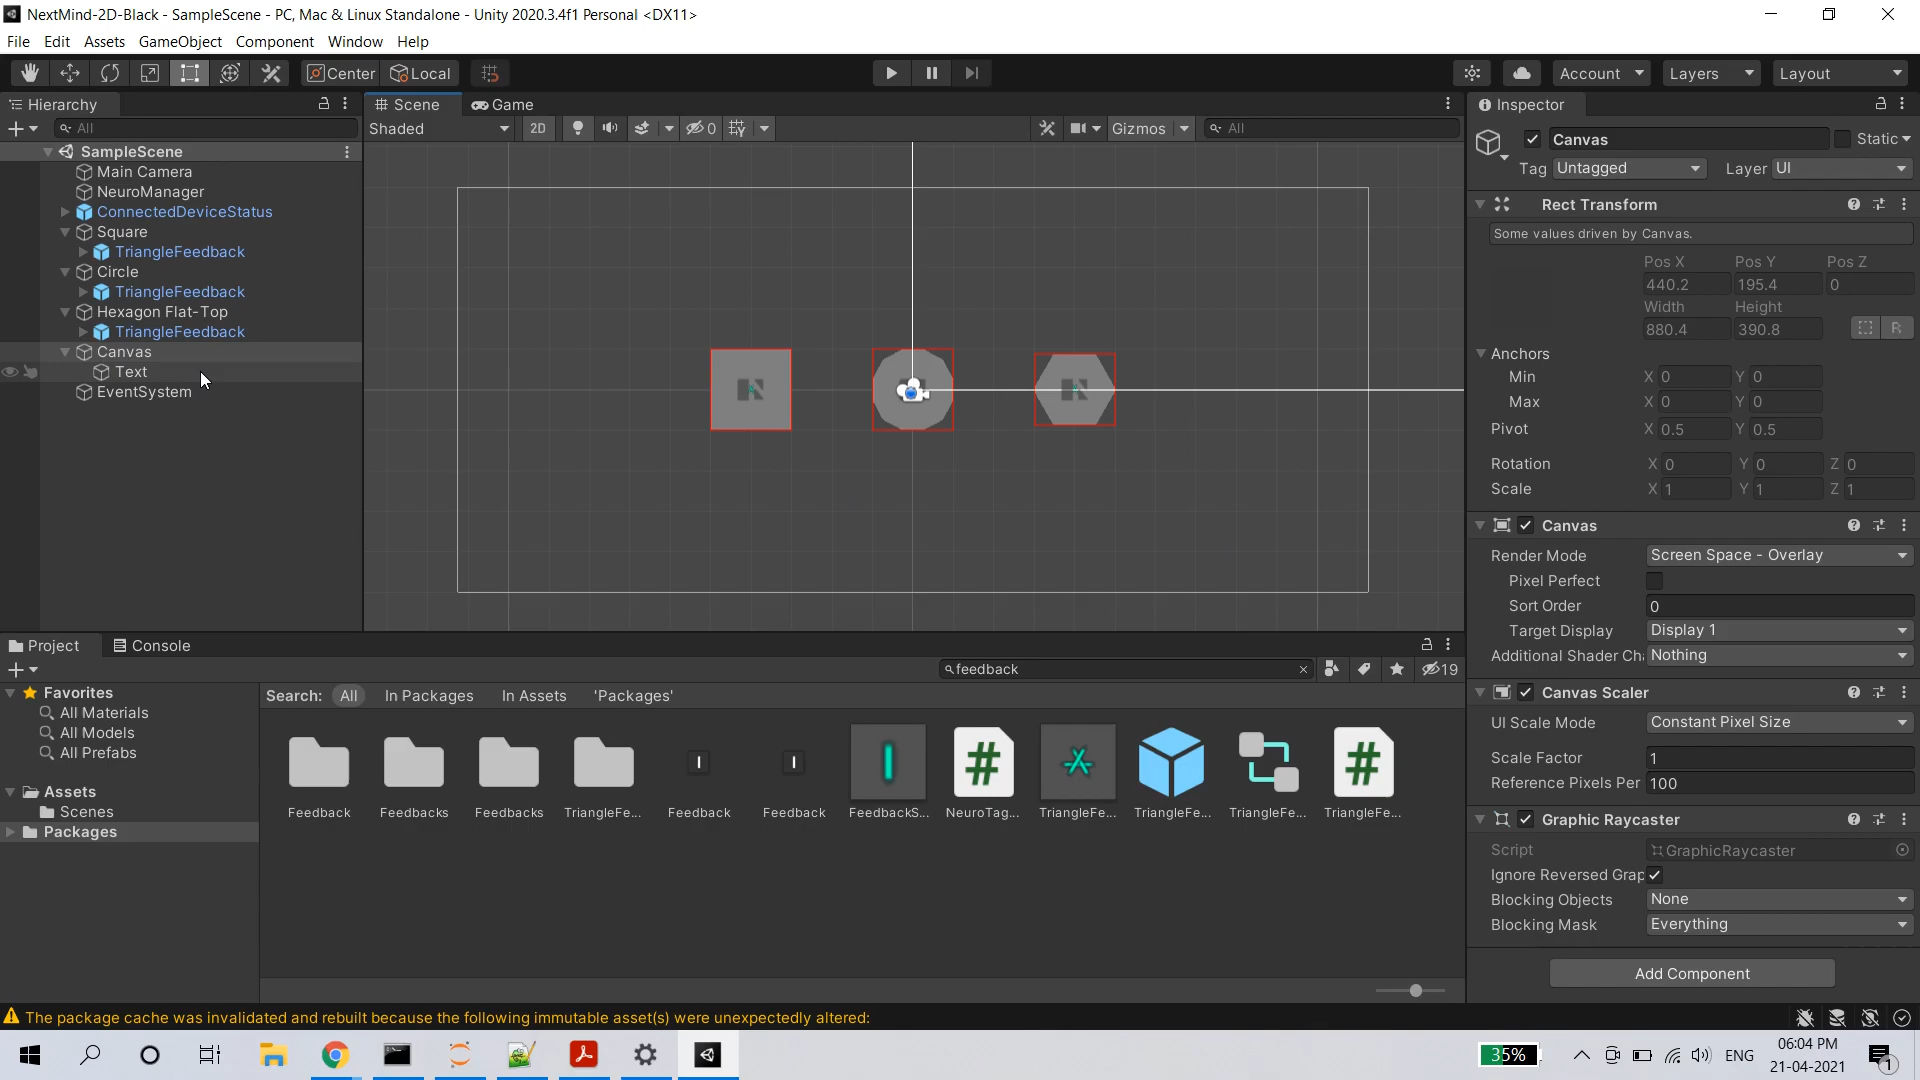 NextMind-2D-Black - SampleScene - PC, Mac & Linux Standalone - Unity 2020.3.4f1 Personal <DX11>
File Edit Assets GameObject Component Window Help
Center Local Account Layers Layout
Hierarchy
All
SampleScene
Main Camera
NeuroManager
ConnectedDeviceStatus
Square
TriangleFeedback
Circle
TriangleFeedback
Hexagon Flat-Top
TriangleFeedback
Canvas
Text
EventSystem
Scene Game
Shaded 2D 0 Gizmos All
Inspector
Canvas Static
Tag Untagged Layer UI
Rect Transform
Some values driven by Canvas.
Pos X Pos Y Pos Z
440.2 195.4 0
Width Height
880.4 390.8 R
Anchors
Min X 0 Y 0
Max X 0 Y 0
Pivot X 0.5 Y 0.5
Rotation X 0 Y 0 Z 0
Scale X 1 Y 1 Z 1
Canvas
Render Mode Screen Space - Overlay
Pixel Perfect
Sort Order 0
Target Display Display 1
Additional Shader Ch Nothing
Canvas Scaler
UI Scale Mode Constant Pixel Size
Scale Factor 1
Reference Pixels Per 100
Graphic Raycaster
Script GraphicRaycaster
Ignore Reversed Grap
Blocking Objects None
Blocking Mask Everything
Add Component
Project Console
feedback 19
Favorites
All Materials
All Models
All Prefabs
Assets
Scenes
Packages
Search: All In Packages In Assets 'Packages'
Feedback Feedbacks Feedbacks TriangleFe... Feedback Feedback FeedbackS... NeuroTag... TriangleFe... TriangleFe... TriangleFe... TriangleFe...
The package cache was invalidated and rebuilt because the following immutable asset(s) were unexpectedly altered:
35% ENG
06:04 PM
21-04-2021
1